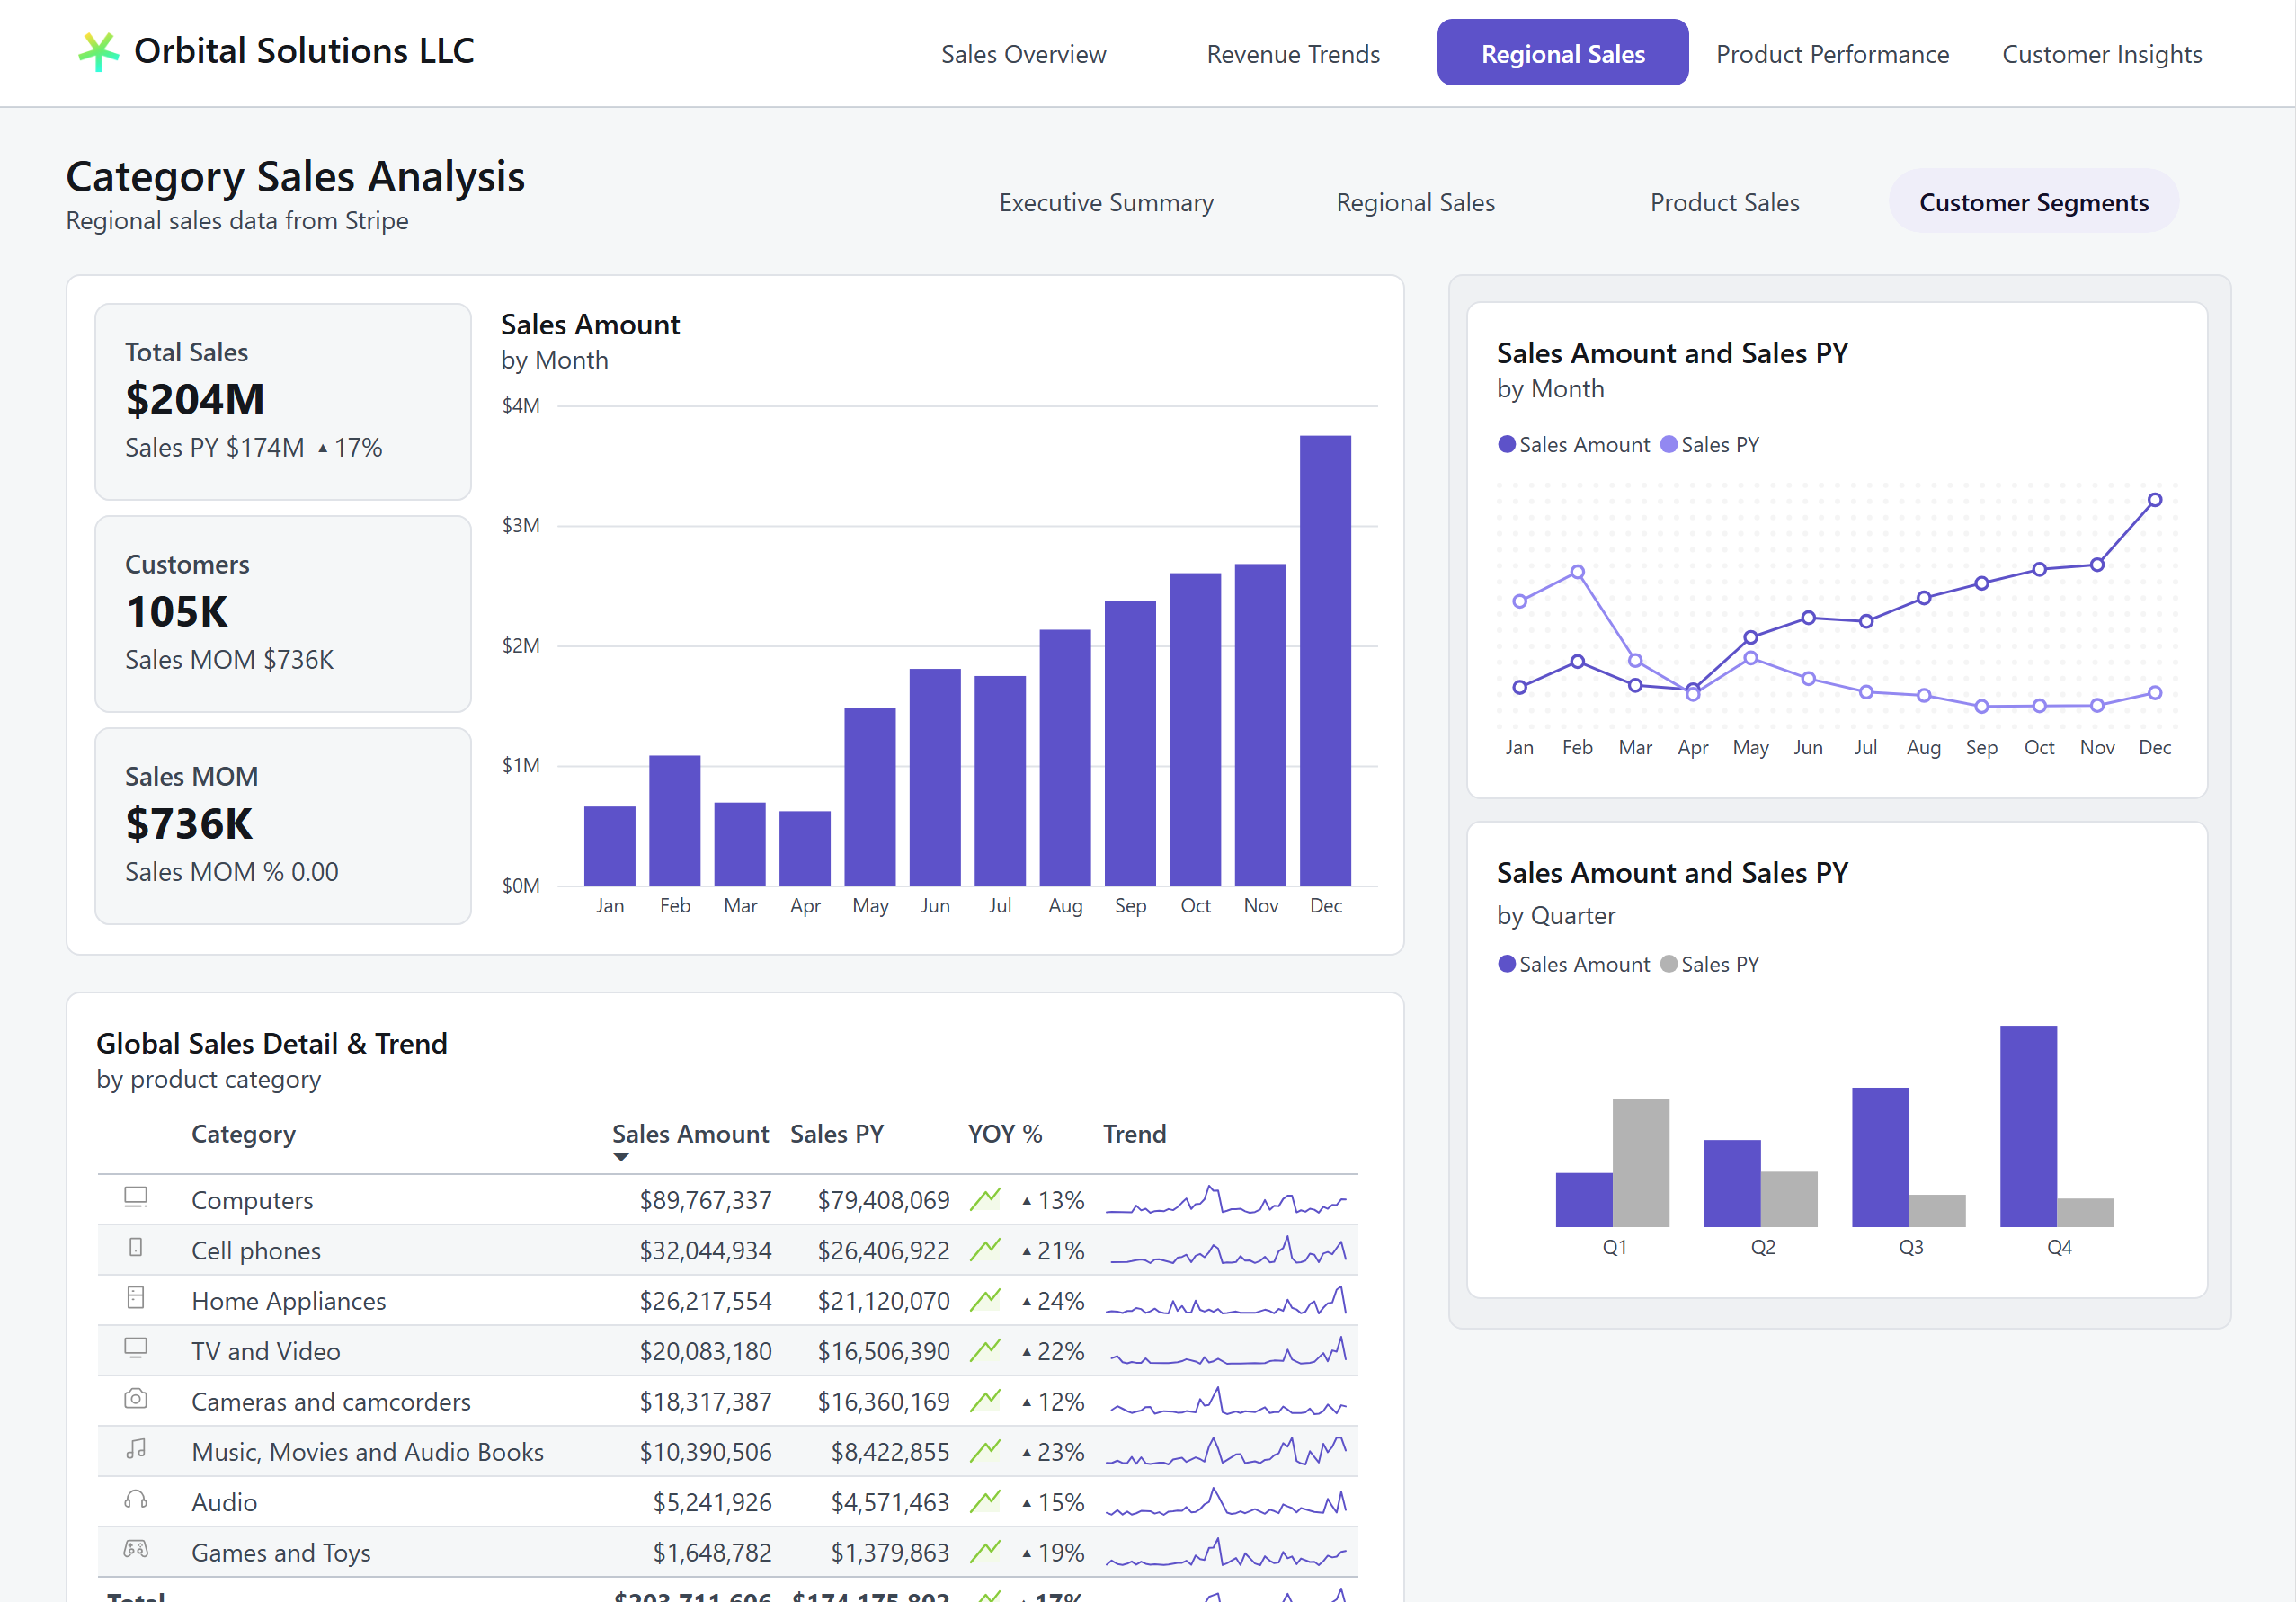 Orbital Solutions LLC
Sales Overview
Revenue Trends
Regional Sales
Product Performance
Customer Insights
Category Sales Analysis
Regional sales data from Stripe
Executive Summary
Regional Sales
Product Sales
Customer Segments
Total Sales
$204M
Sales PY $174M ▲ 17%
Customers
105K
Sales MOM $736K
Sales MOM
$736K
Sales MOM % 0.00
Sales Amount
by Month
$4M
$3M
$2M
$1M
$0M
Jan Feb Mar Apr May Jun Jul Aug Sep Oct Nov Dec
Sales Amount and Sales PY
by Month
Sales Amount Sales PY
Jan Feb Mar Apr May Jun Jul Aug Sep Oct Nov Dec
Sales Amount and Sales PY
by Quarter
Sales Amount Sales PY
Q1 Q2 Q3 Q4
Global Sales Detail & Trend
by product category
Category Sales Amount Sales PY YOY % Trend
Computers $89,767,337 $79,408,069 ▲ 13%
Cell phones $32,044,934 $26,406,922 ▲ 21%
Home Appliances $26,217,554 $21,120,070 ▲ 24%
TV and Video $20,083,180 $16,506,390 ▲ 22%
Cameras and camcorders $18,317,387 $16,360,169 ▲ 12%
Music, Movies and Audio Books $10,390,506 $8,422,855 ▲ 23%
Audio $5,241,926 $4,571,463 ▲ 15%
Games and Toys $1,648,782 $1,379,863 ▲ 19%
Total $203,711,606 $174,175,802 ▲ 17%